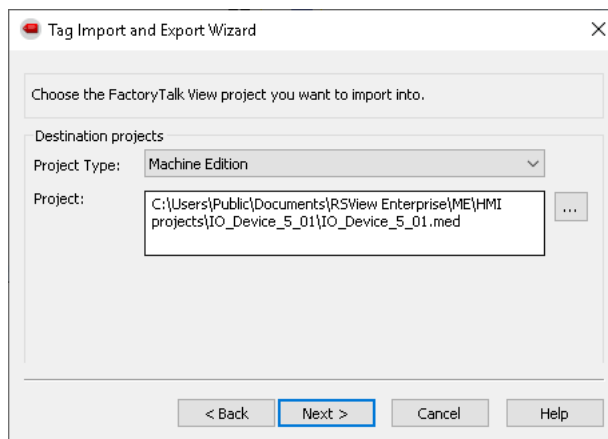 Tag Import and Export Wizard
Choose the FactoryTalk View project you want to import into.
Destination projects
Project Type: Machine Edition
Project: C:\Users\Public\Documents\RSView Enterprise\ME\HMI
projects\IO_Device_5_01\IO_Device_5_01.med
...
< Back Next > Cancel Help